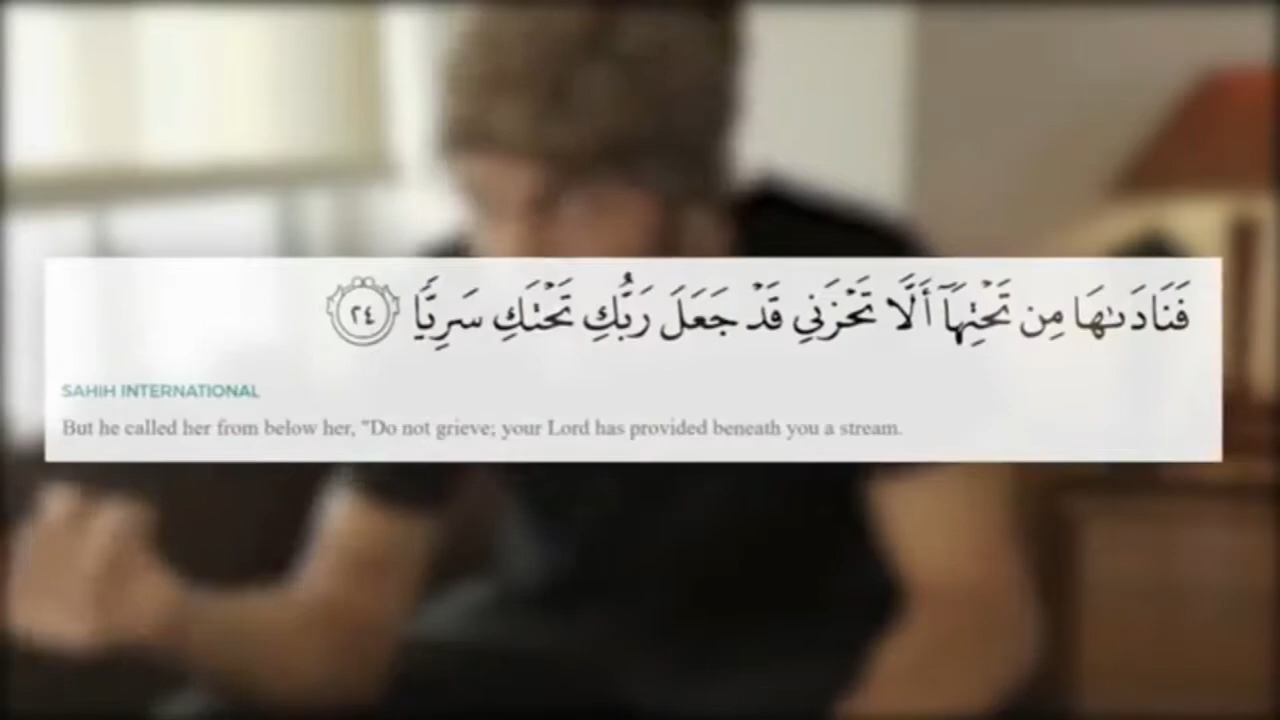 فَنَادَىٰهَا مِن تَحْتِهَآ أَلَّا تَحْزَنِي قَدْ جَعَلَ رَبُّكِ تَحْتَكِ سَرِيًّا ٢٤
SAHIH INTERNATIONAL
But he called her from below her, "Do not grieve; your Lord has provided beneath you a stream.